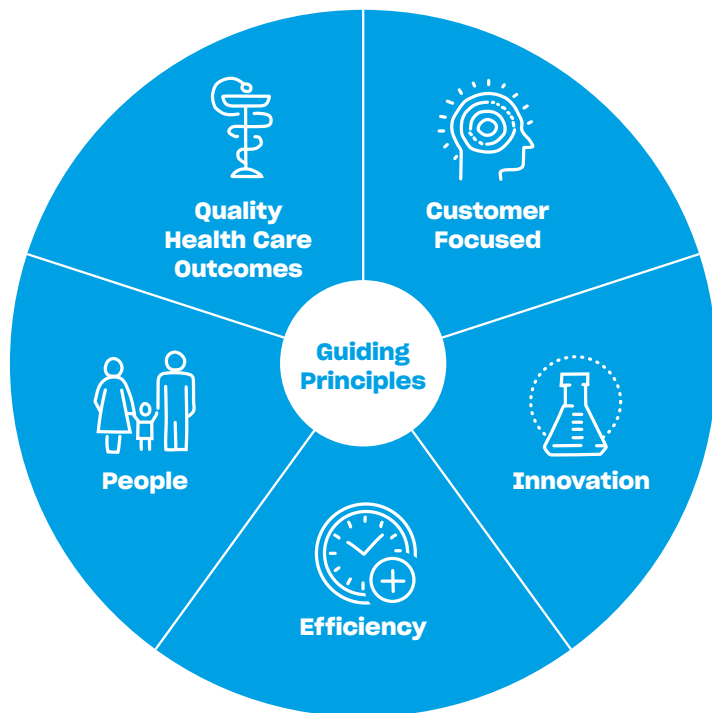 Quality
Health Care
Outcomes
Customer
Focused
Guiding
Principles
People
Innovation
Efficiency